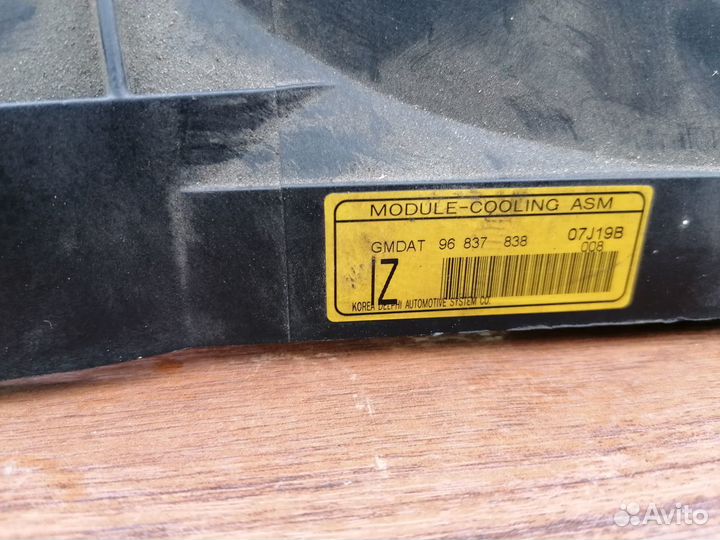 MODULE-COOLING ASM
GMDAT 96 837 838 07J19B
008
IZ
KOREA DELPHI AUTOMOTIVE SYSTEM CO.
Avito